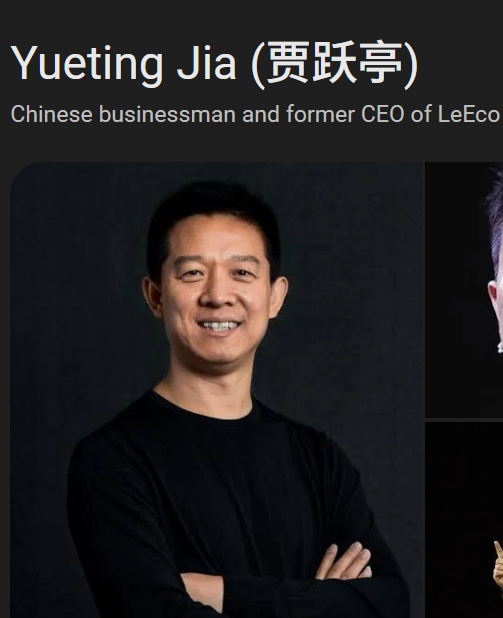 Yueting Jia (贾跃亭)
Chinese businessman and former CEO of LeEco